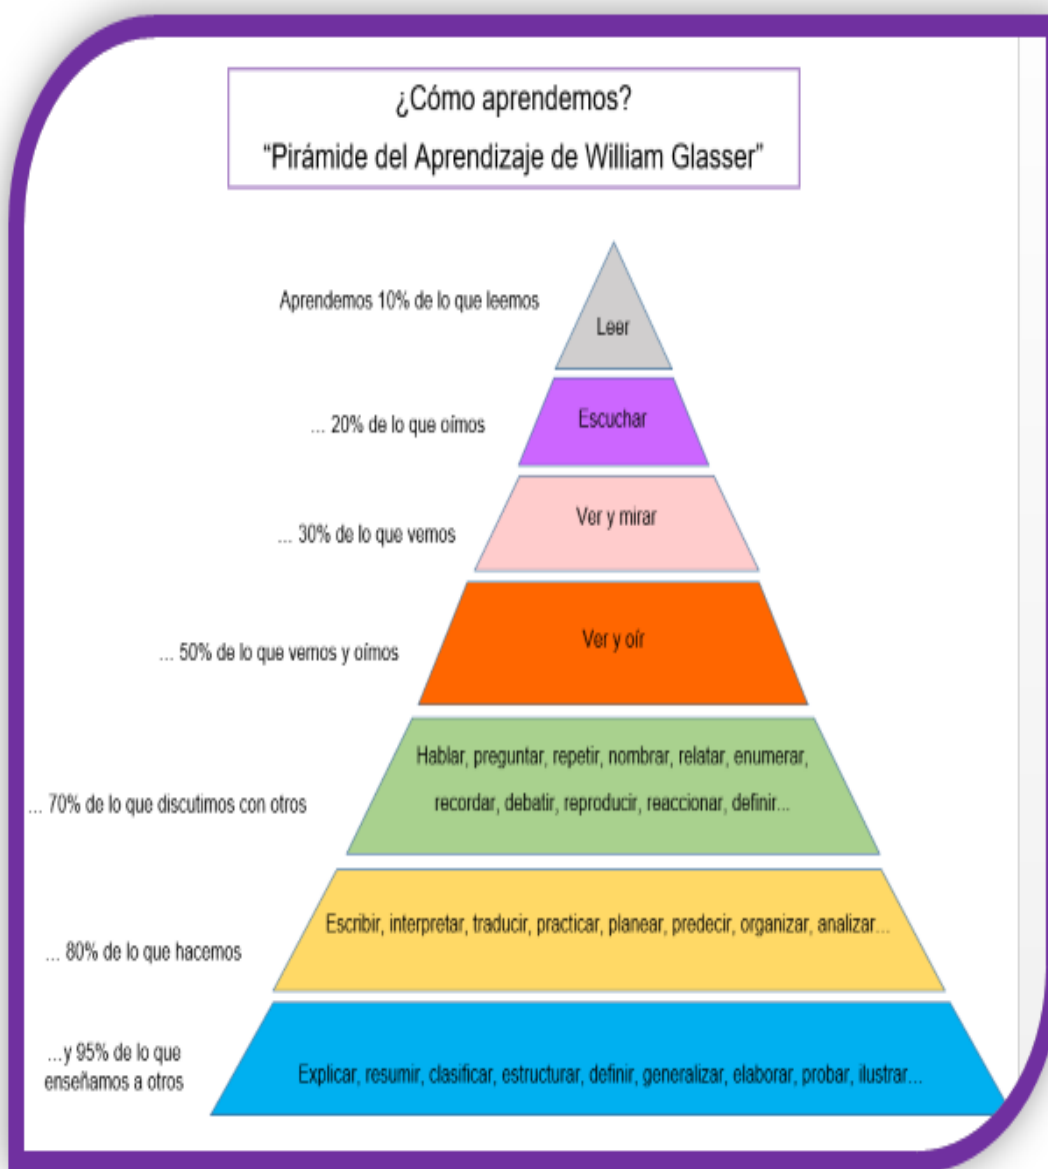 ¿Cómo aprendemos?
“Pirámide del Aprendizaje de William Glasser”
Aprendemos 10% de lo que leemos
Leer
... 20% de lo que oímos
Escuchar
... 30% de lo que vemos
Ver y mirar
... 50% de lo que vemos y oímos
Ver y oír
... 70% de lo que discutimos con otros
Hablar, preguntar, repetir, nombrar, relatar, enumerar,
recordar, debatir, reproducir, reaccionar, definir...
... 80% de lo que hacemos
Escribir, interpretar, traducir, practicar, planear, predecir, organizar, analizar...
...y 95% de lo que
enseñamos a otros
Explicar, resumir, clasificar, estructurar, definir, generalizar, elaborar, probar, ilustrar...